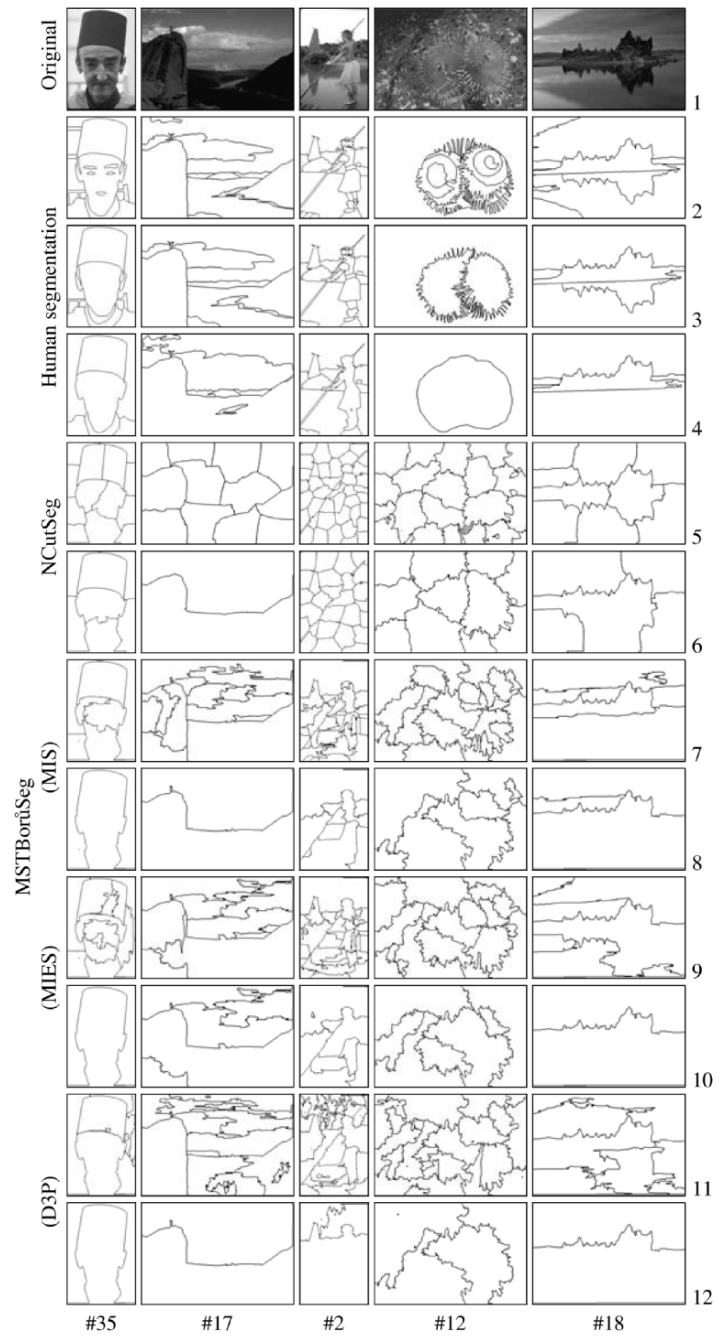 Original
1
Human segmentation
2
3
4
NCutSeg
5
6
MSTBorůSeg
(MIS)
7
8
(MIES)
9
10
(D3P)
11
12
#35 #17 #2 #12 #18